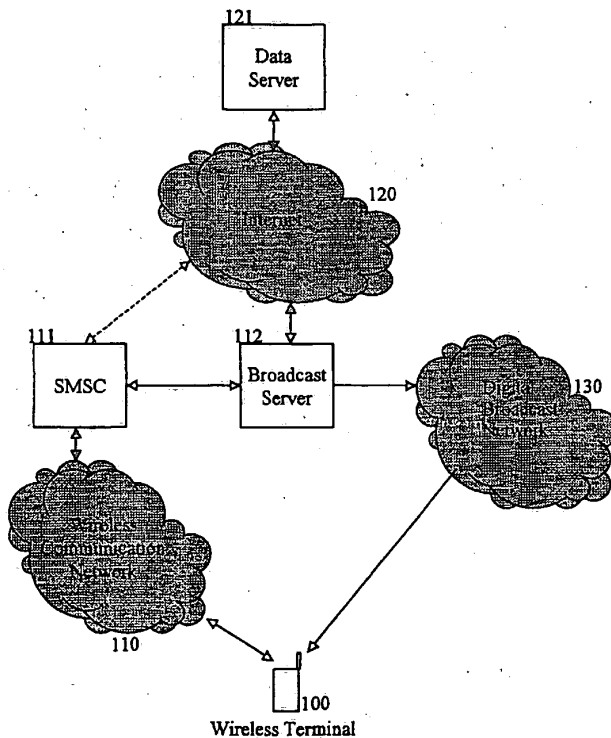 121
Data
Server
120
Internet
111
SMSC
112
Broadcast
Server
130
Digital
Broadcast
Network
Wireless
Communication
Network
110
100
Wireless Terminal